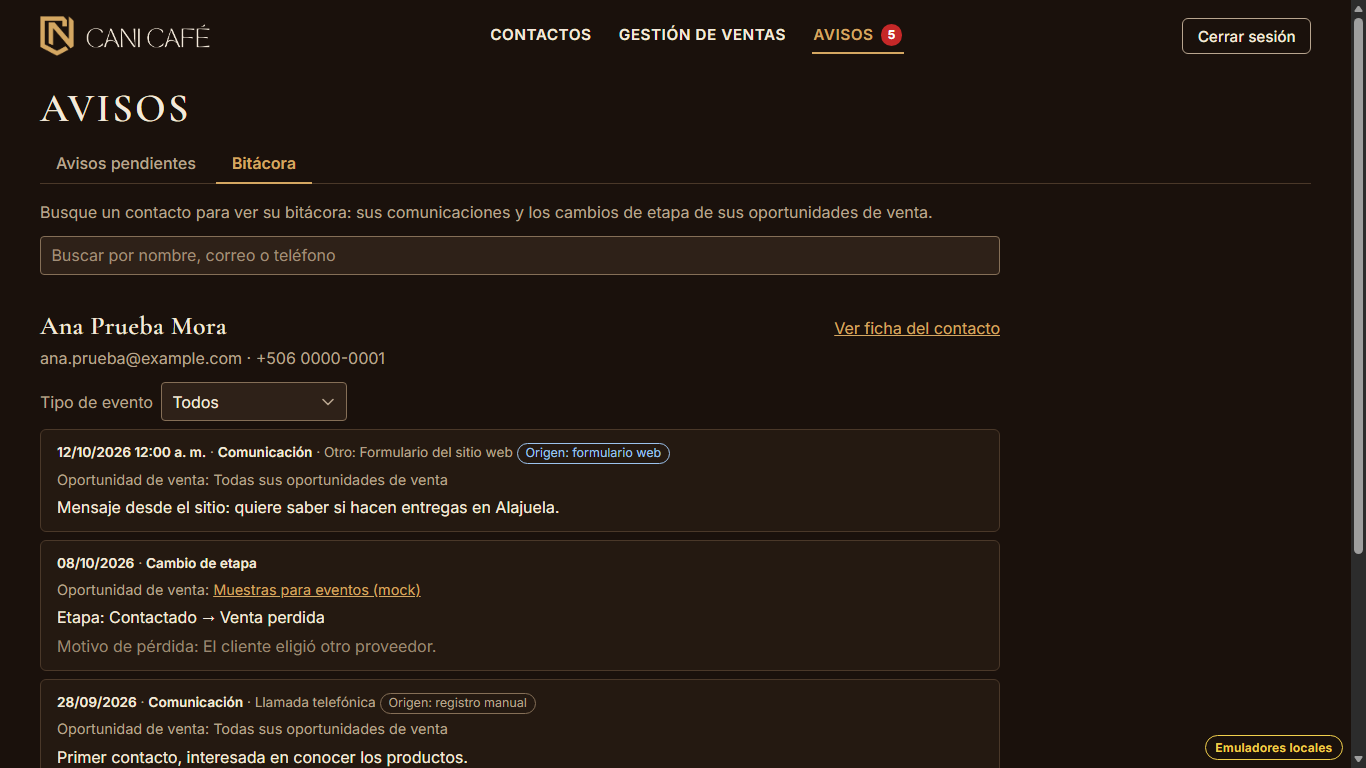 CANI CAFÉ
CONTACTOS GESTIÓN DE VENTAS AVISOS 5
Cerrar sesión
AVISOS
Avisos pendientes Bitácora
Busque un contacto para ver su bitácora: sus comunicaciones y los cambios de etapa de sus oportunidades de venta.
Buscar por nombre, correo o teléfono
Ana Prueba Mora
Ver ficha del contacto
ana.prueba@example.com · +506 0000-0001
Tipo de evento Todos
12/10/2026 12:00 a. m. · Comunicación · Otro: Formulario del sitio web Origen: formulario web
Oportunidad de venta: Todas sus oportunidades de venta
Mensaje desde el sitio: quiere saber si hacen entregas en Alajuela.
08/10/2026 · Cambio de etapa
Oportunidad de venta: Muestras para eventos (mock)
Etapa: Contactado → Venta perdida
Motivo de pérdida: El cliente eligió otro proveedor.
28/09/2026 · Comunicación · Llamada telefónica Origen: registro manual
Oportunidad de venta: Todas sus oportunidades de venta
Primer contacto, interesada en conocer los productos.
Emuladores locales